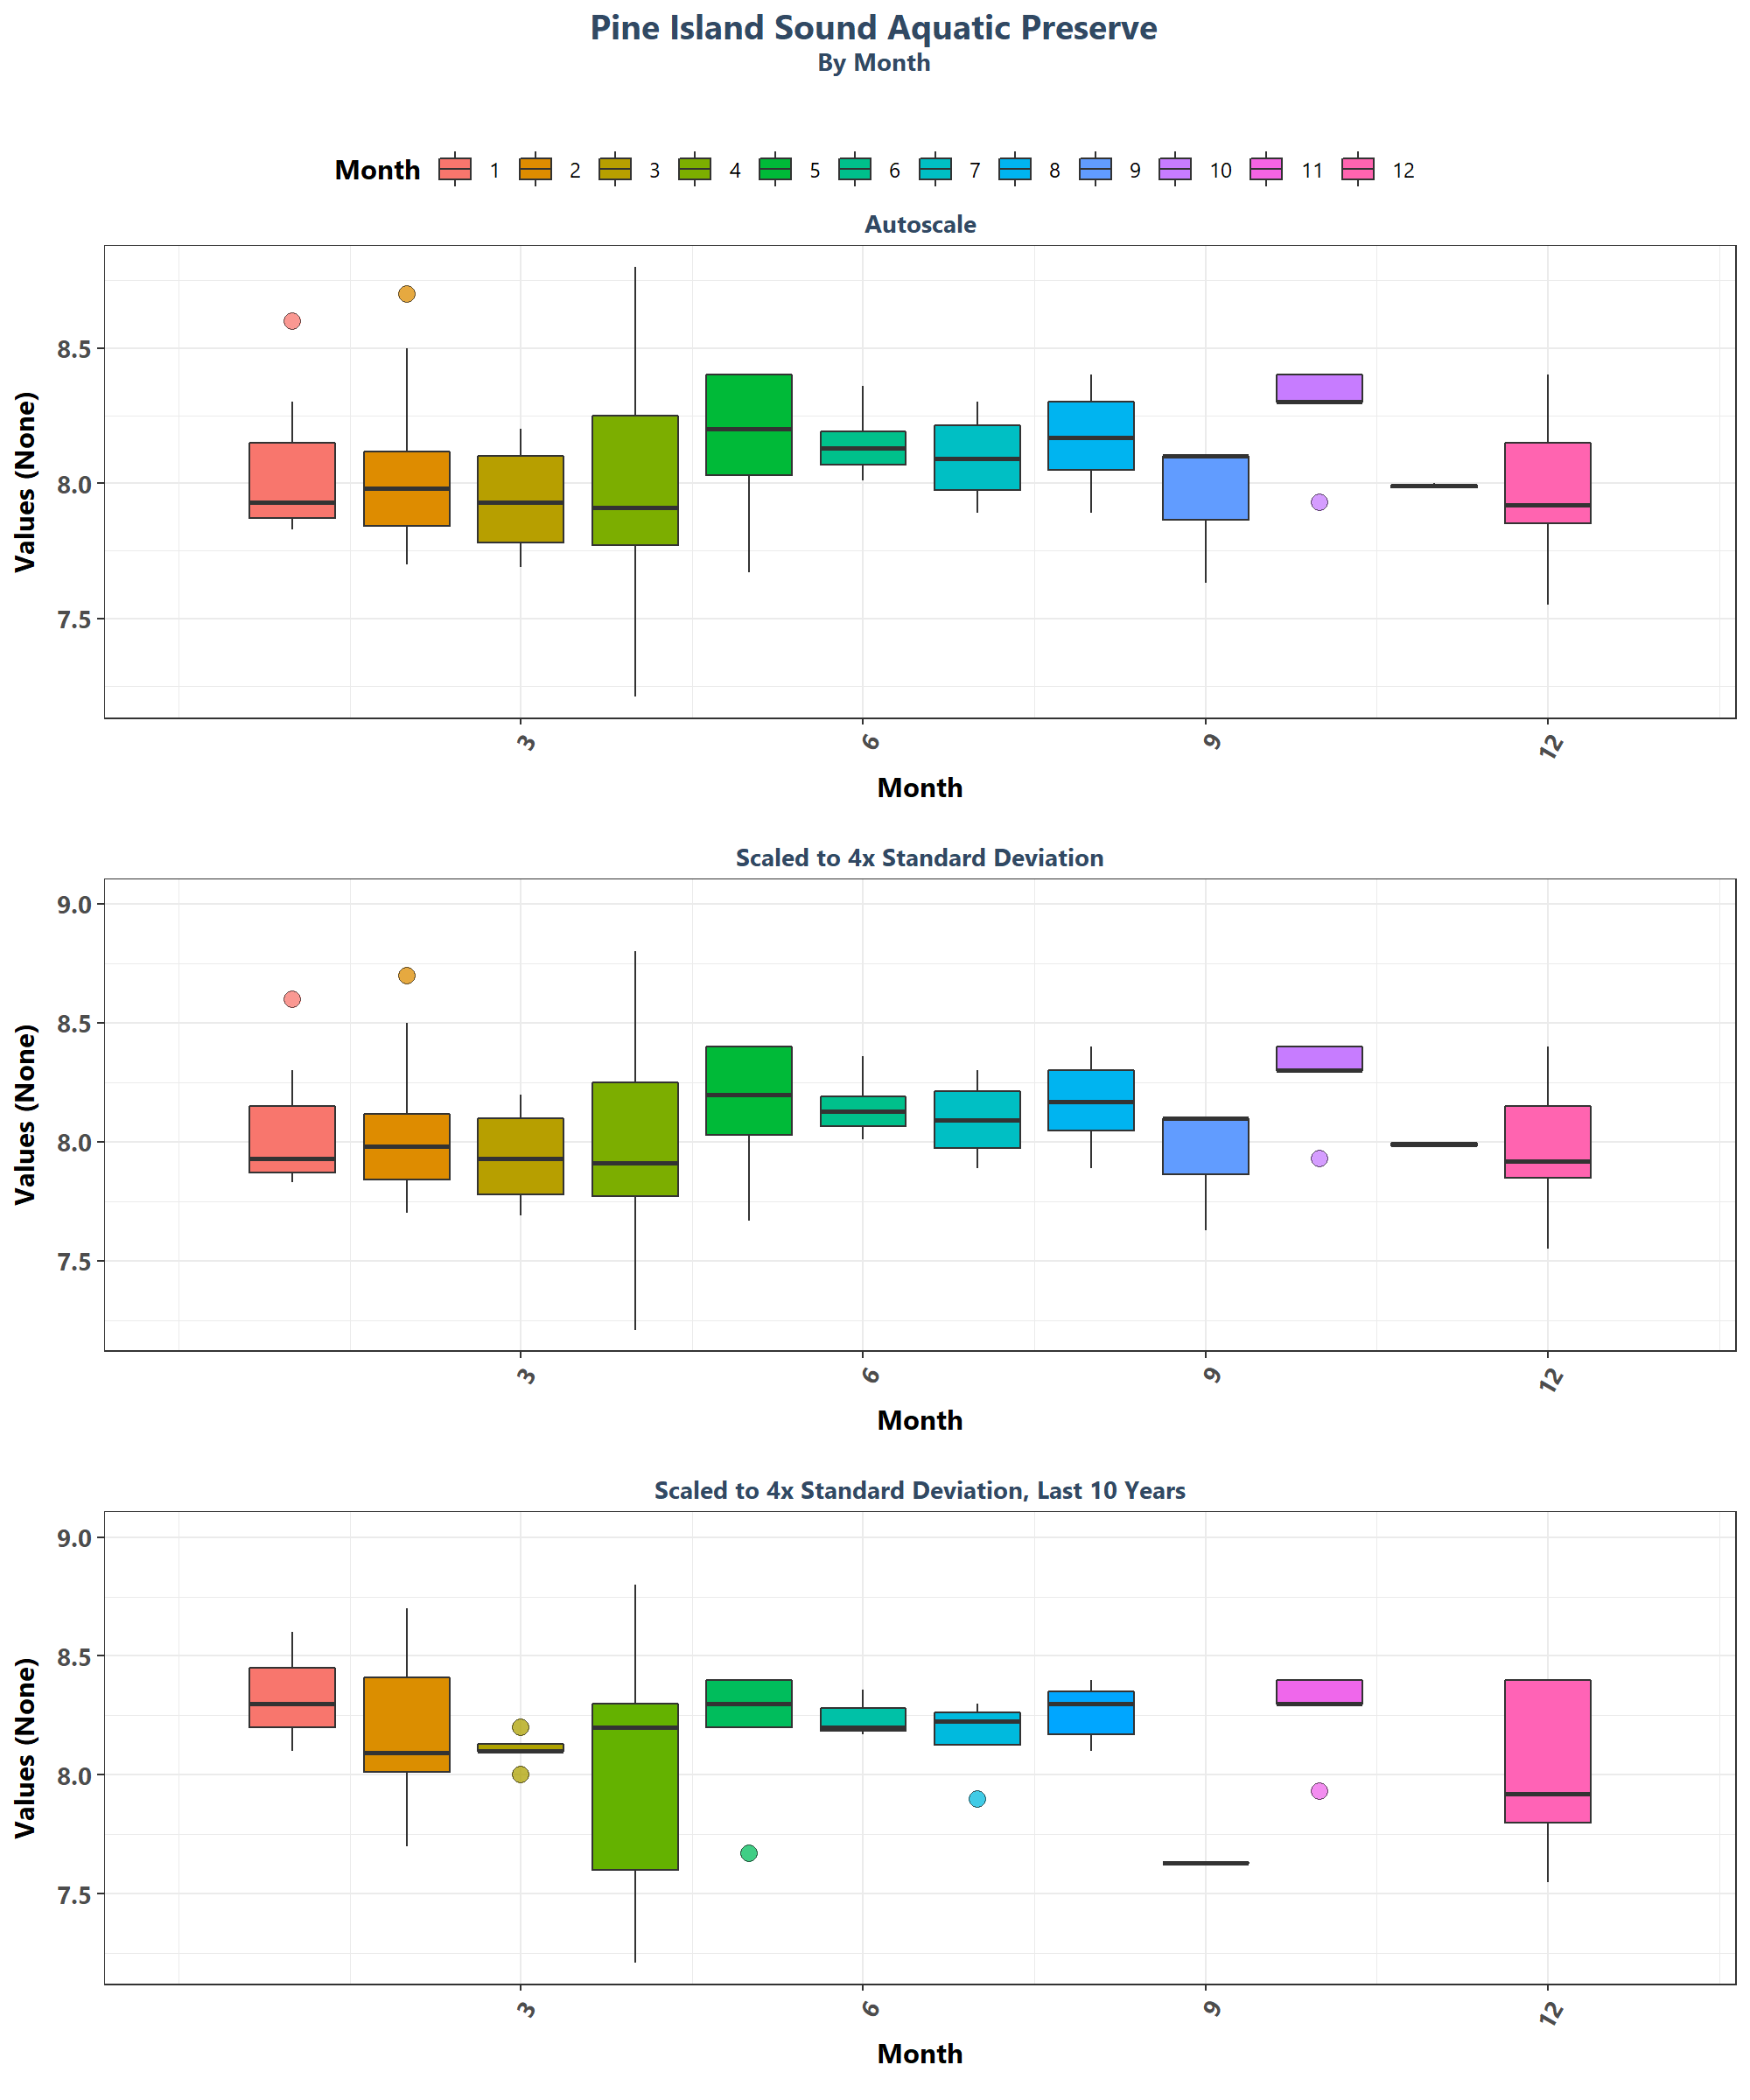 Pine Island Sound Aquatic Preserve
By Month
Month 1 2 3 4 5 6 7 8 9 10 11 12
Autoscale
Values (None)
8.5
8.0
7.5
3 6 9 12
Month
Scaled to 4x Standard Deviation
Values (None)
9.0
8.5
8.0
7.5
3 6 9 12
Month
Scaled to 4x Standard Deviation, Last 10 Years
Values (None)
9.0
8.5
8.0
7.5
3 6 9 12
Month